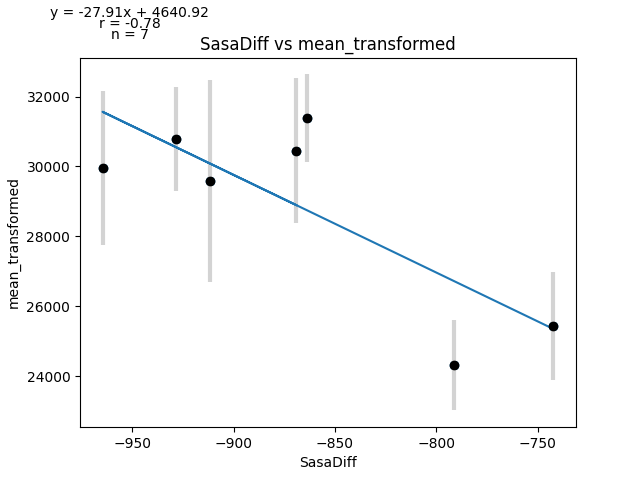 y = -27.91x + 4640.92
r = -0.78
n = 7
SasaDiff vs mean_transformed
32000
30000
28000
26000
24000
mean_transformed
−950
−900
−850
−800
−750
SasaDiff